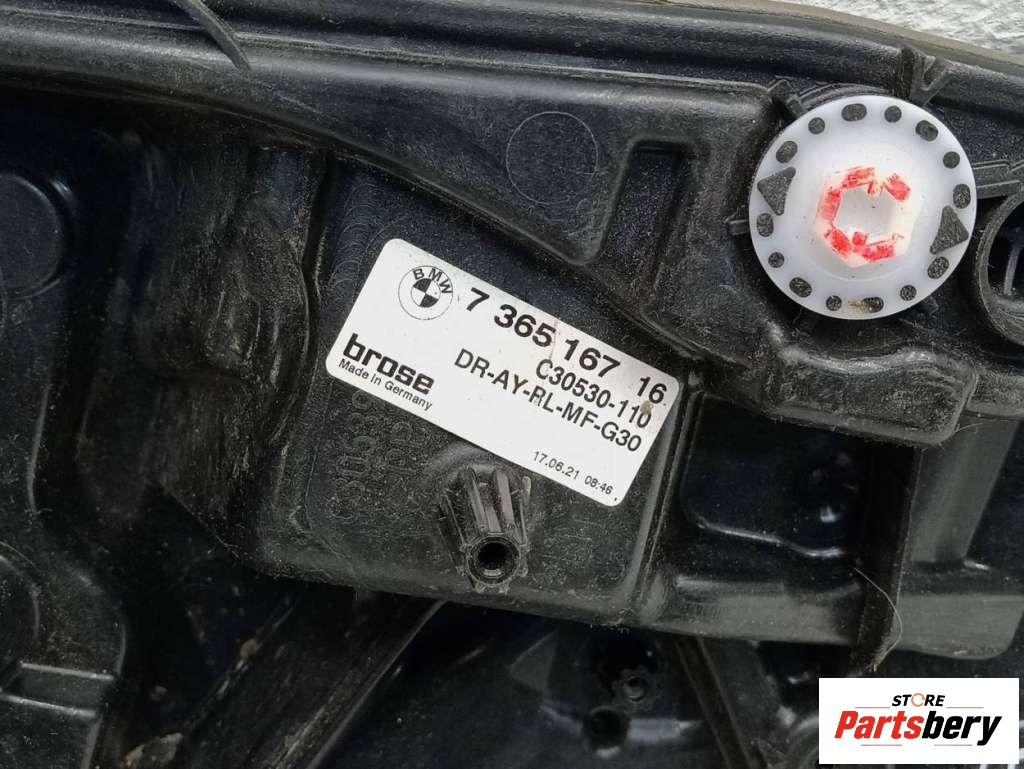 BMW
7 365 167 16
C30530-110
DR-AY-RL-MF-G30
brose
Made in Germany
17.06.21 08:46
STORE
Partsbery